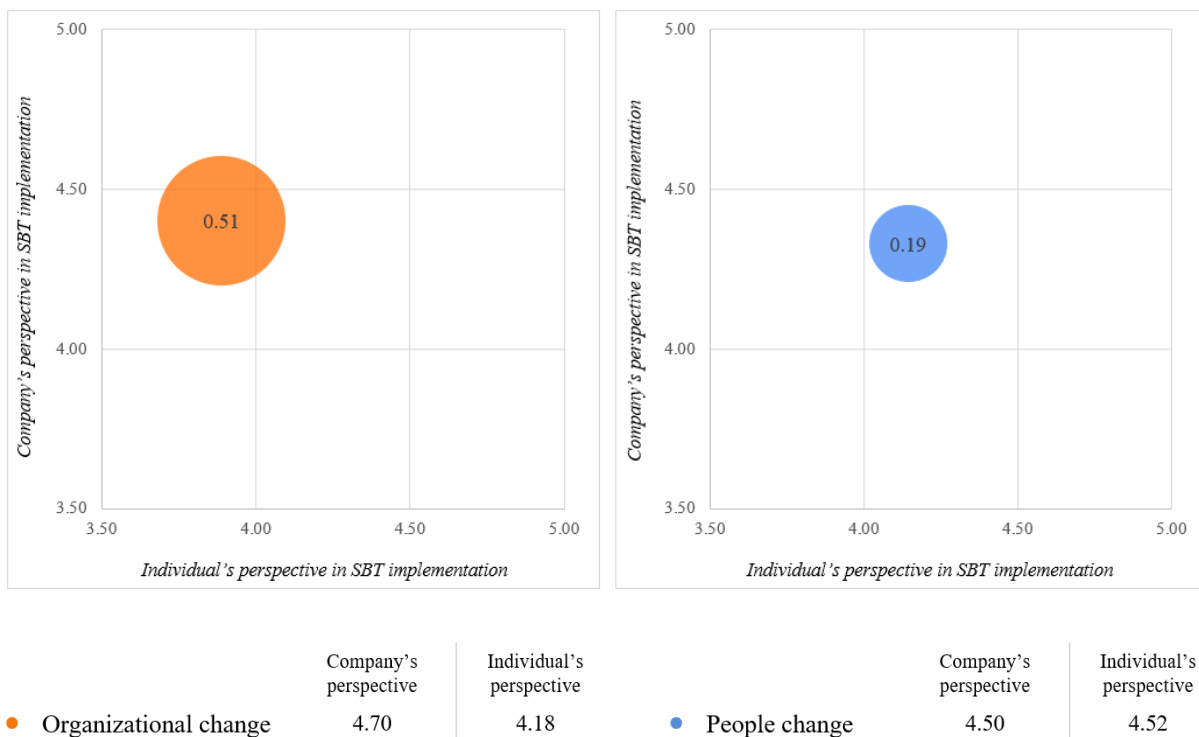 5.00
4.50
4.00
3.50
3.50 4.00 4.50 5.00
Company's perspective in SBT implementation
Individual's perspective in SBT implementation
0.51
5.00
4.50
4.00
3.50
3.50 4.00 4.50 5.00
Company's perspective in SBT implementation
Individual's perspective in SBT implementation
0.19
Company's
perspective
Individual's
perspective
Organizational change 4.70 4.18
Company's
perspective
Individual's
perspective
People change 4.50 4.52